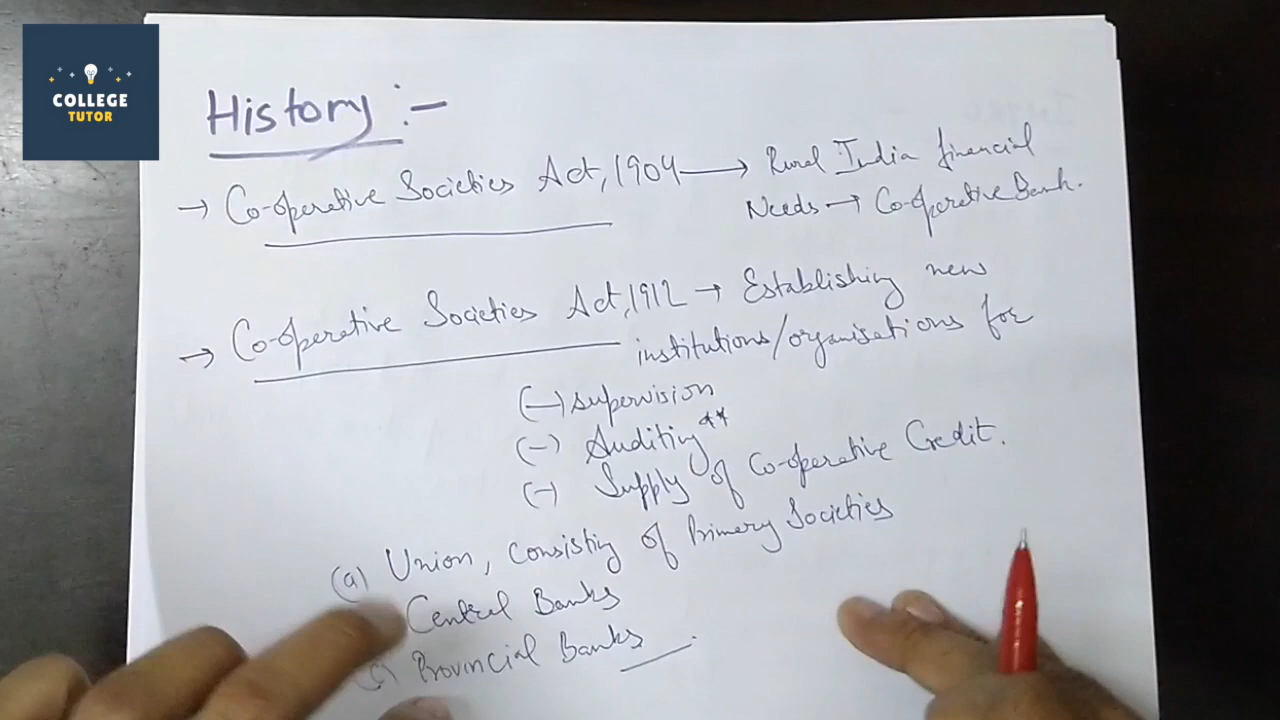 COLLEGE
TUTOR
History :-
→ Co-operative Societies Act, 1904 → Rural India financial
Needs → Co-operative Bank.
→ Co-operative Societies Act, 1912 → Establishing new
institutions/organisations for
(-) supervision
(-) Auditing**
(-) Supply of Co-operative Credit.
(a) Union, consisting of Primary Societies
Central Banks
(c) Provincial Banks